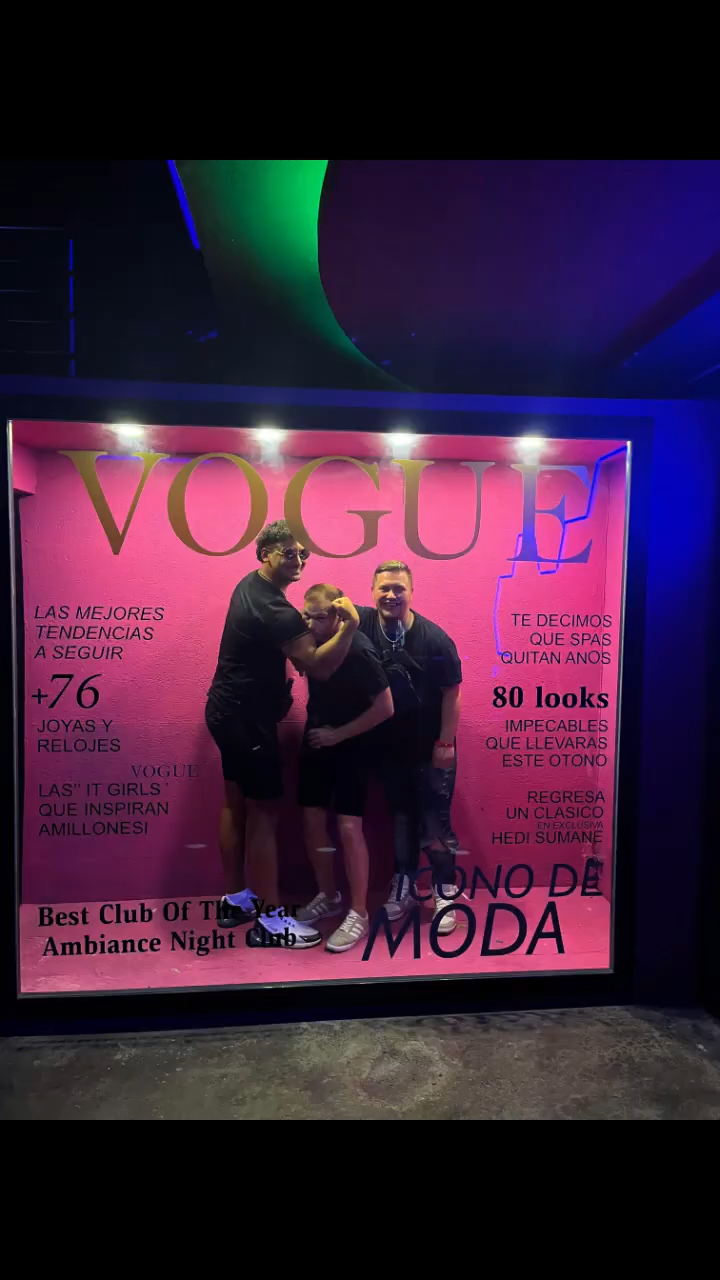 VOGUE
LAS MEJORES
TENDENCIAS
A SEGUIR
+76
JOYAS Y
RELOJES
VOGUE
LAS" IT GIRLS '
QUE INSPIRAN
AMILLONESI
Best Club Of The Year
Ambiance Night Club
TE DECIMOS
QUE SPAS
QUITAN ANOS
80 looks
IMPECABLES
QUE LLEVARAS
ESTE OTONO
REGRESA
UN CLASICO
EN EXCLUSIVA
HEDI SUMANE
ICONO DE
MODA